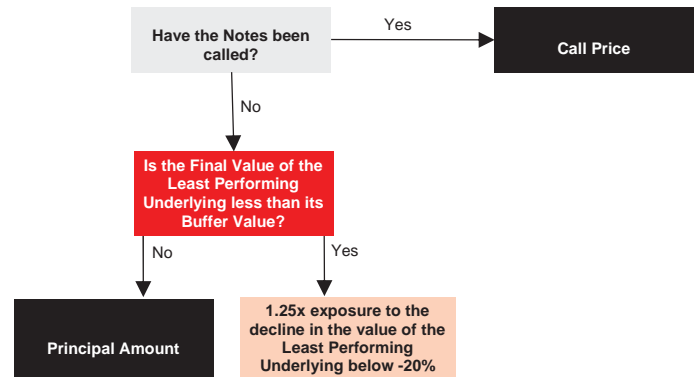 Have the Notes been
called?
Yes
Call Price
No
Is the Final Value of the
Least Performing
Underlying less than its
Buffer Value?
No
Yes
Principal Amount
1.25x exposure to the
decline in the value of the
Least Performing
Underlying below -20%